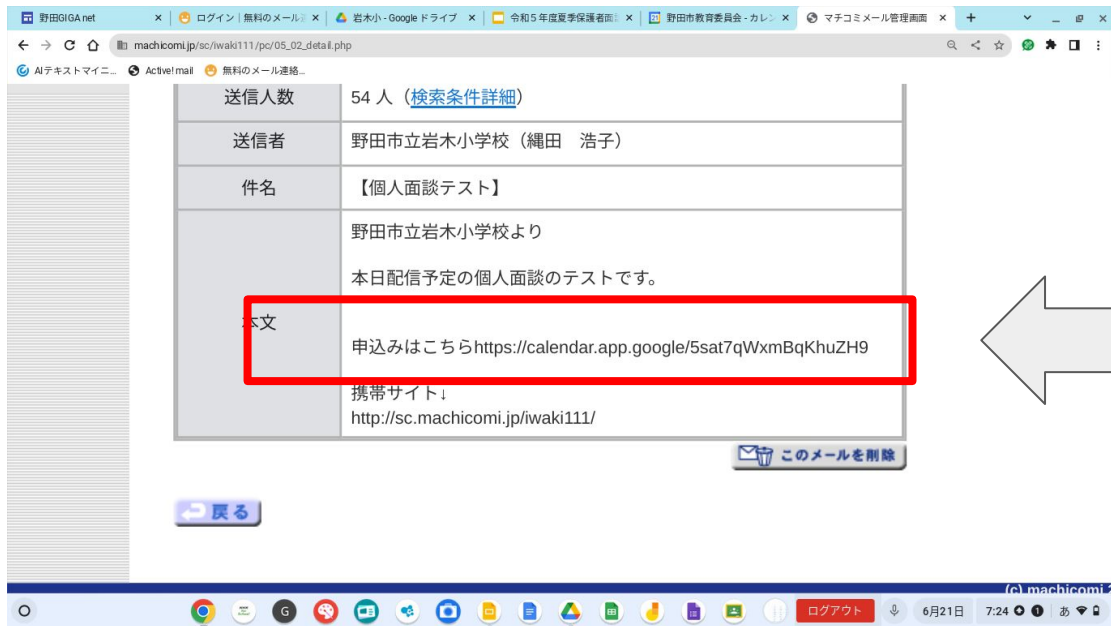 野田GIGA net
ログイン｜無料のメール
岩木小 - Google ドライブ
令和５年度夏季保護者面
野田市教育委員会 - カレン
マチコミメール管理画面
machicomi.jp/sc/iwaki111/pc/05_02_detail.php
AIテキストマイニ...
Active! mail
無料のメール連絡...
送信人数 54 人（検索条件詳細）
送信者 野田市立岩木小学校（縄田　浩子）
件名 【個人面談テスト】
野田市立岩木小学校より
本日配信予定の個人面談のテストです。
本文
申込みはこちらhttps://calendar.app.google/5sat7qWxmBqKhuZH9
携帯サイト↓
http://sc.machicomi.jp/iwaki111/
このメールを削除
戻る
(c) machicomi
G
ログアウト
6月21日
7:24
あ